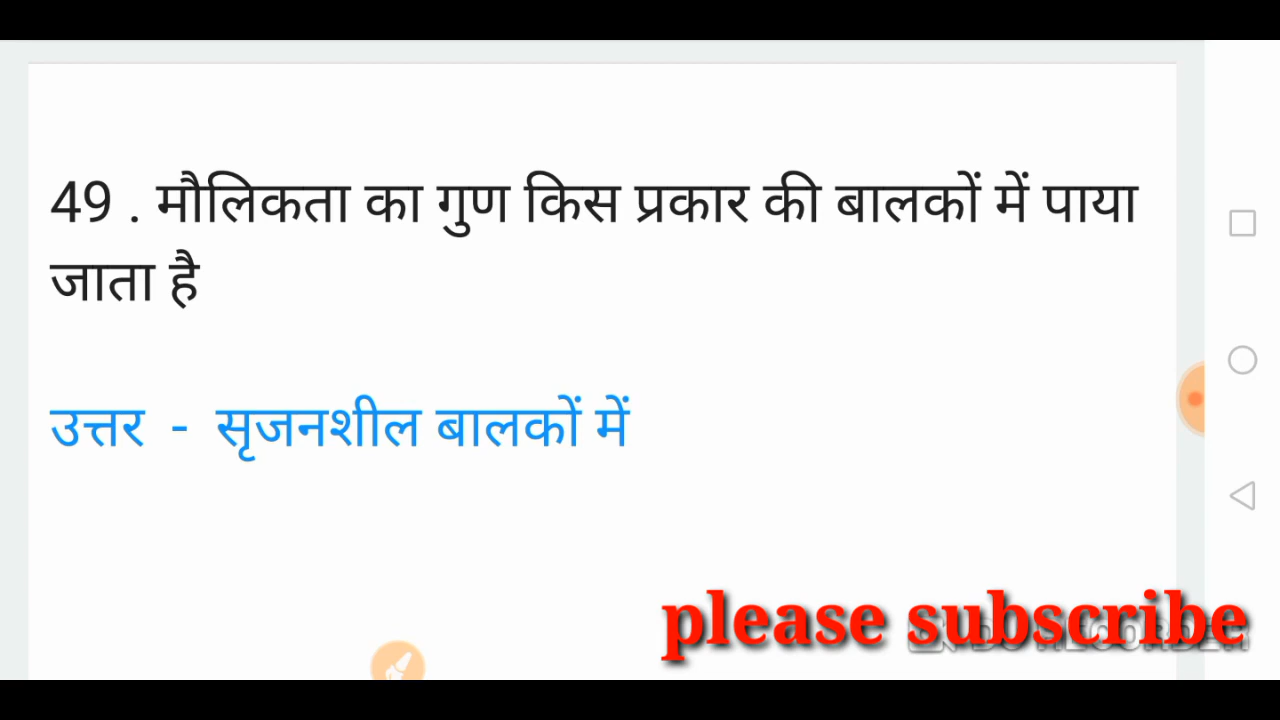 49 . मौलिकता का गुण किस प्रकार की बालकों में पाया
जाता है
उत्तर - सृजनशील बालकों में
please subscribe